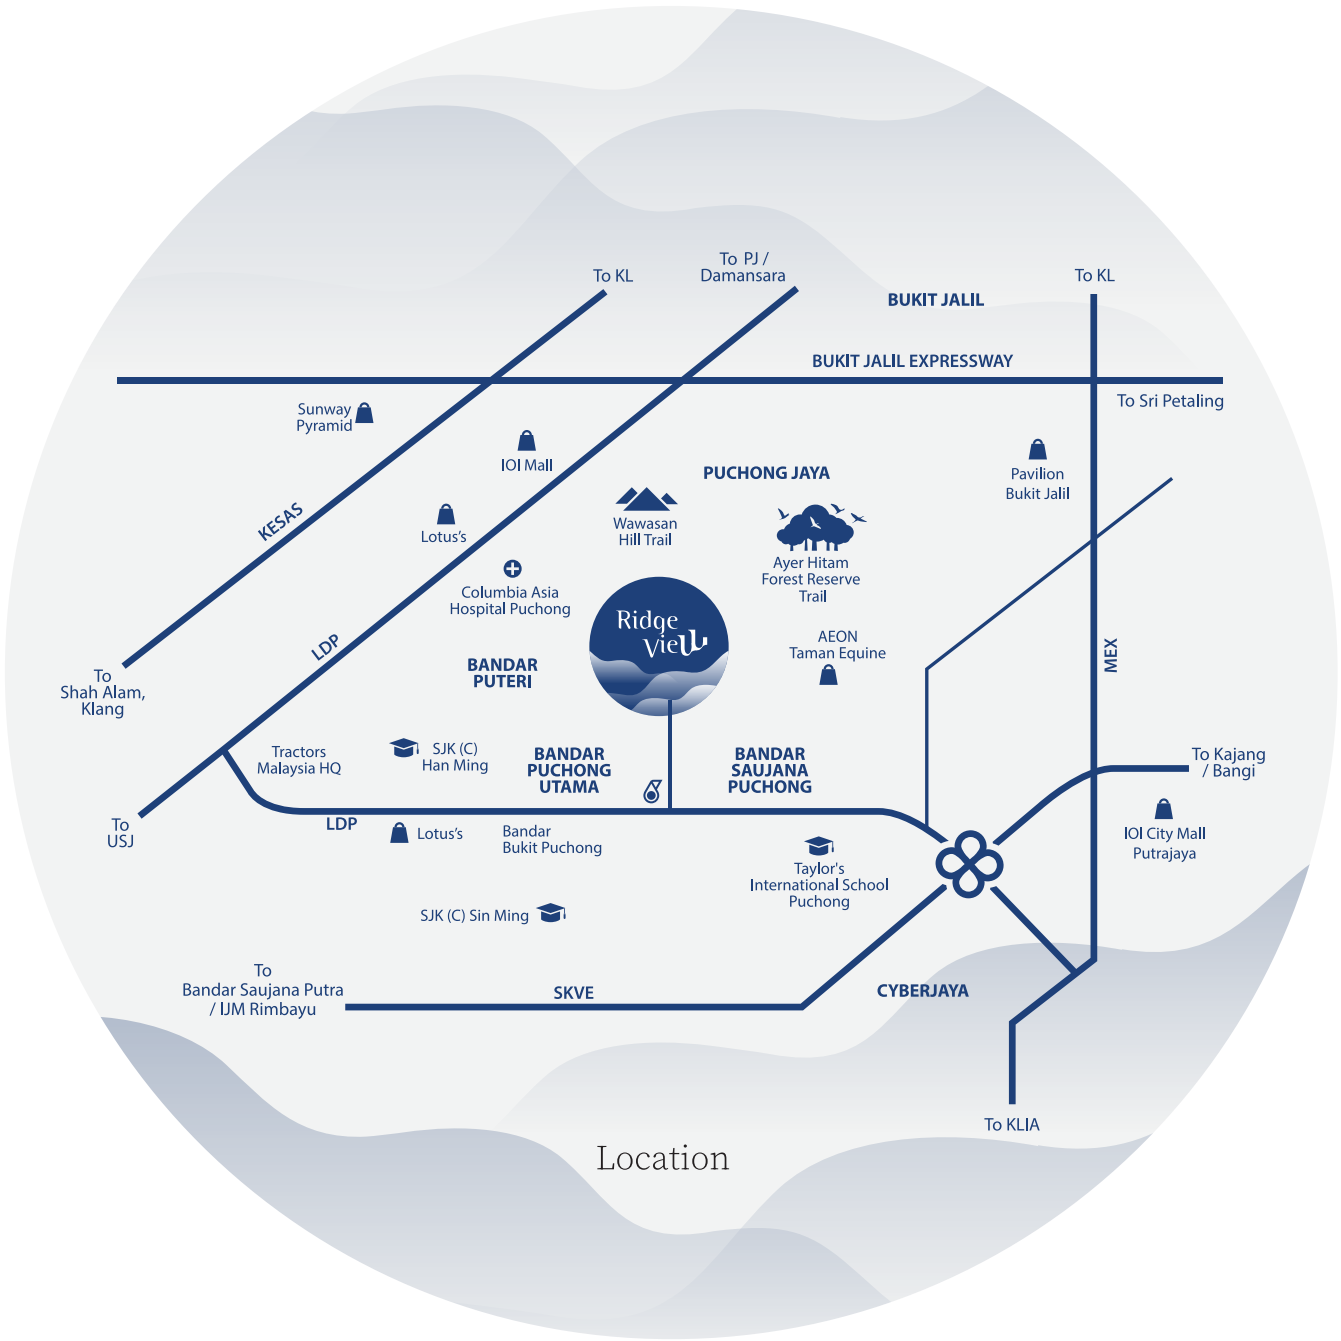 To KL
To PJ /
Damansara
BUKIT JALIL
To KL
BUKIT JALIL EXPRESSWAY
To Sri Petaling
Sunway
Pyramid
IOI Mall
PUCHONG JAYA
Pavilion
Bukit Jalil
KESAS
Lotus's
Wawasan
Hill Trail
Ayer Hitam
Forest Reserve
Trail
Columbia Asia
Hospital Puchong
Ridge
View
AEON
Taman Equine
LDP
MEX
BANDAR
PUTERI
To
Shah Alam,
Klang
Tractors
Malaysia HQ
SJK (C)
Han Ming
BANDAR
PUCHONG
UTAMA
BANDAR
SAUJANA
PUCHONG
To Kajang
/ Bangi
To
USJ
LDP
Lotus's
Bandar
Bukit Puchong
IOI City Mall
Putrajaya
Taylor's
International School
Puchong
SJK (C) Sin Ming
To
Bandar Saujana Putra
/ IJM Rimbayu
SKVE
CYBERJAYA
To KLIA
Location